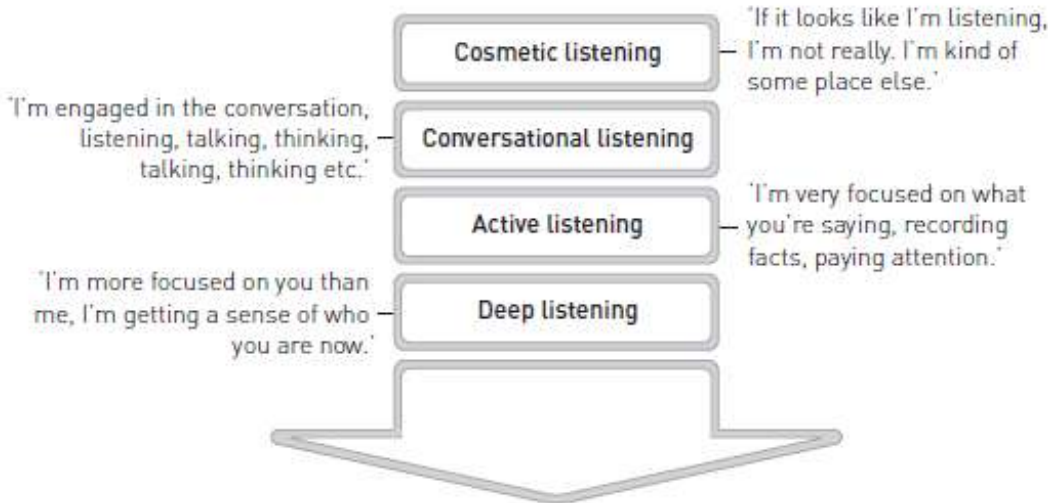 Cosmetic listening
'If it looks like I'm listening,
I'm not really. I'm kind of
some place else.'
'I'm engaged in the conversation,
listening, talking, thinking,
talking, thinking etc.'
Conversational listening
Active listening
'I'm very focused on what
you're saying, recording
facts, paying attention.'
'I'm more focused on you than
me, I'm getting a sense of who
you are now.'
Deep listening